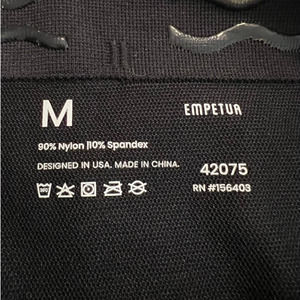 M
EMPETUA
90% Nylon |10% Spandex
DESIGNED IN USA. MADE IN CHINA.
42075
RN #156403